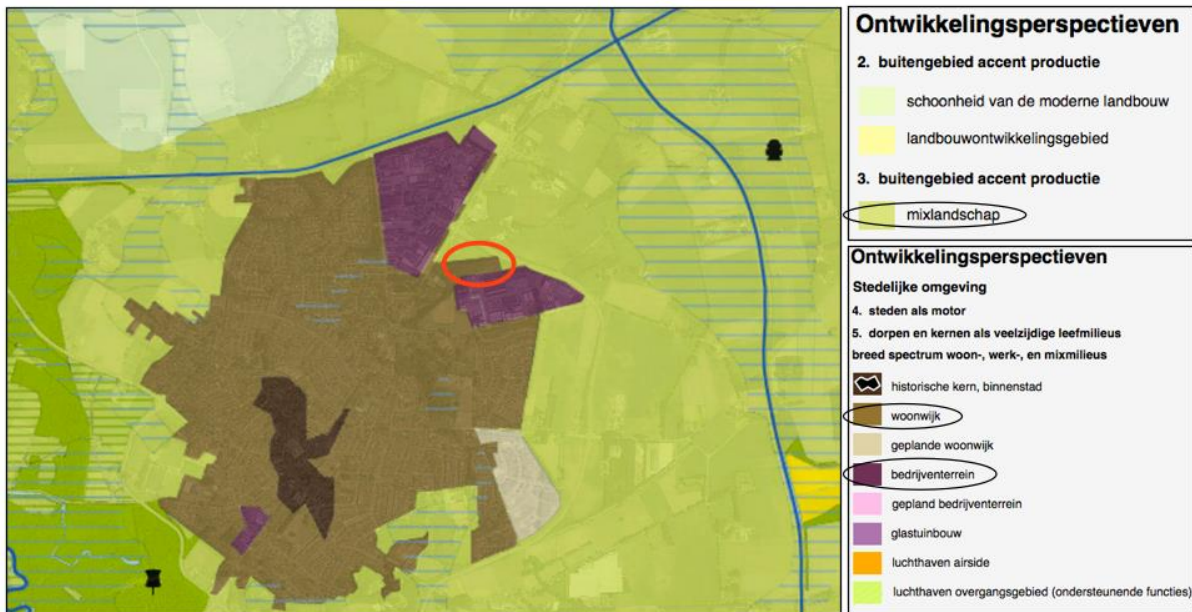 Ontwikkelingsperspectieven
2. buitengebied accent productie
schoonheid van de moderne landbouw
landbouwontwikkelingsgebied
3. buitengebied accent productie
mixlandschap
Ontwikkelingsperspectieven
Stedelijke omgeving
4. steden als motor
5. dorpen en kernen als veelzijdige leefmilieus
breed spectrum woon-, werk-, en mixmilieus
historische kern, binnenstad
woonwijk
geplande woonwijk
bedrijventerrein
gepland bedrijventerrein
glastuinbouw
luchthaven airside
luchthaven overgangsgebied (ondersteunende functies)